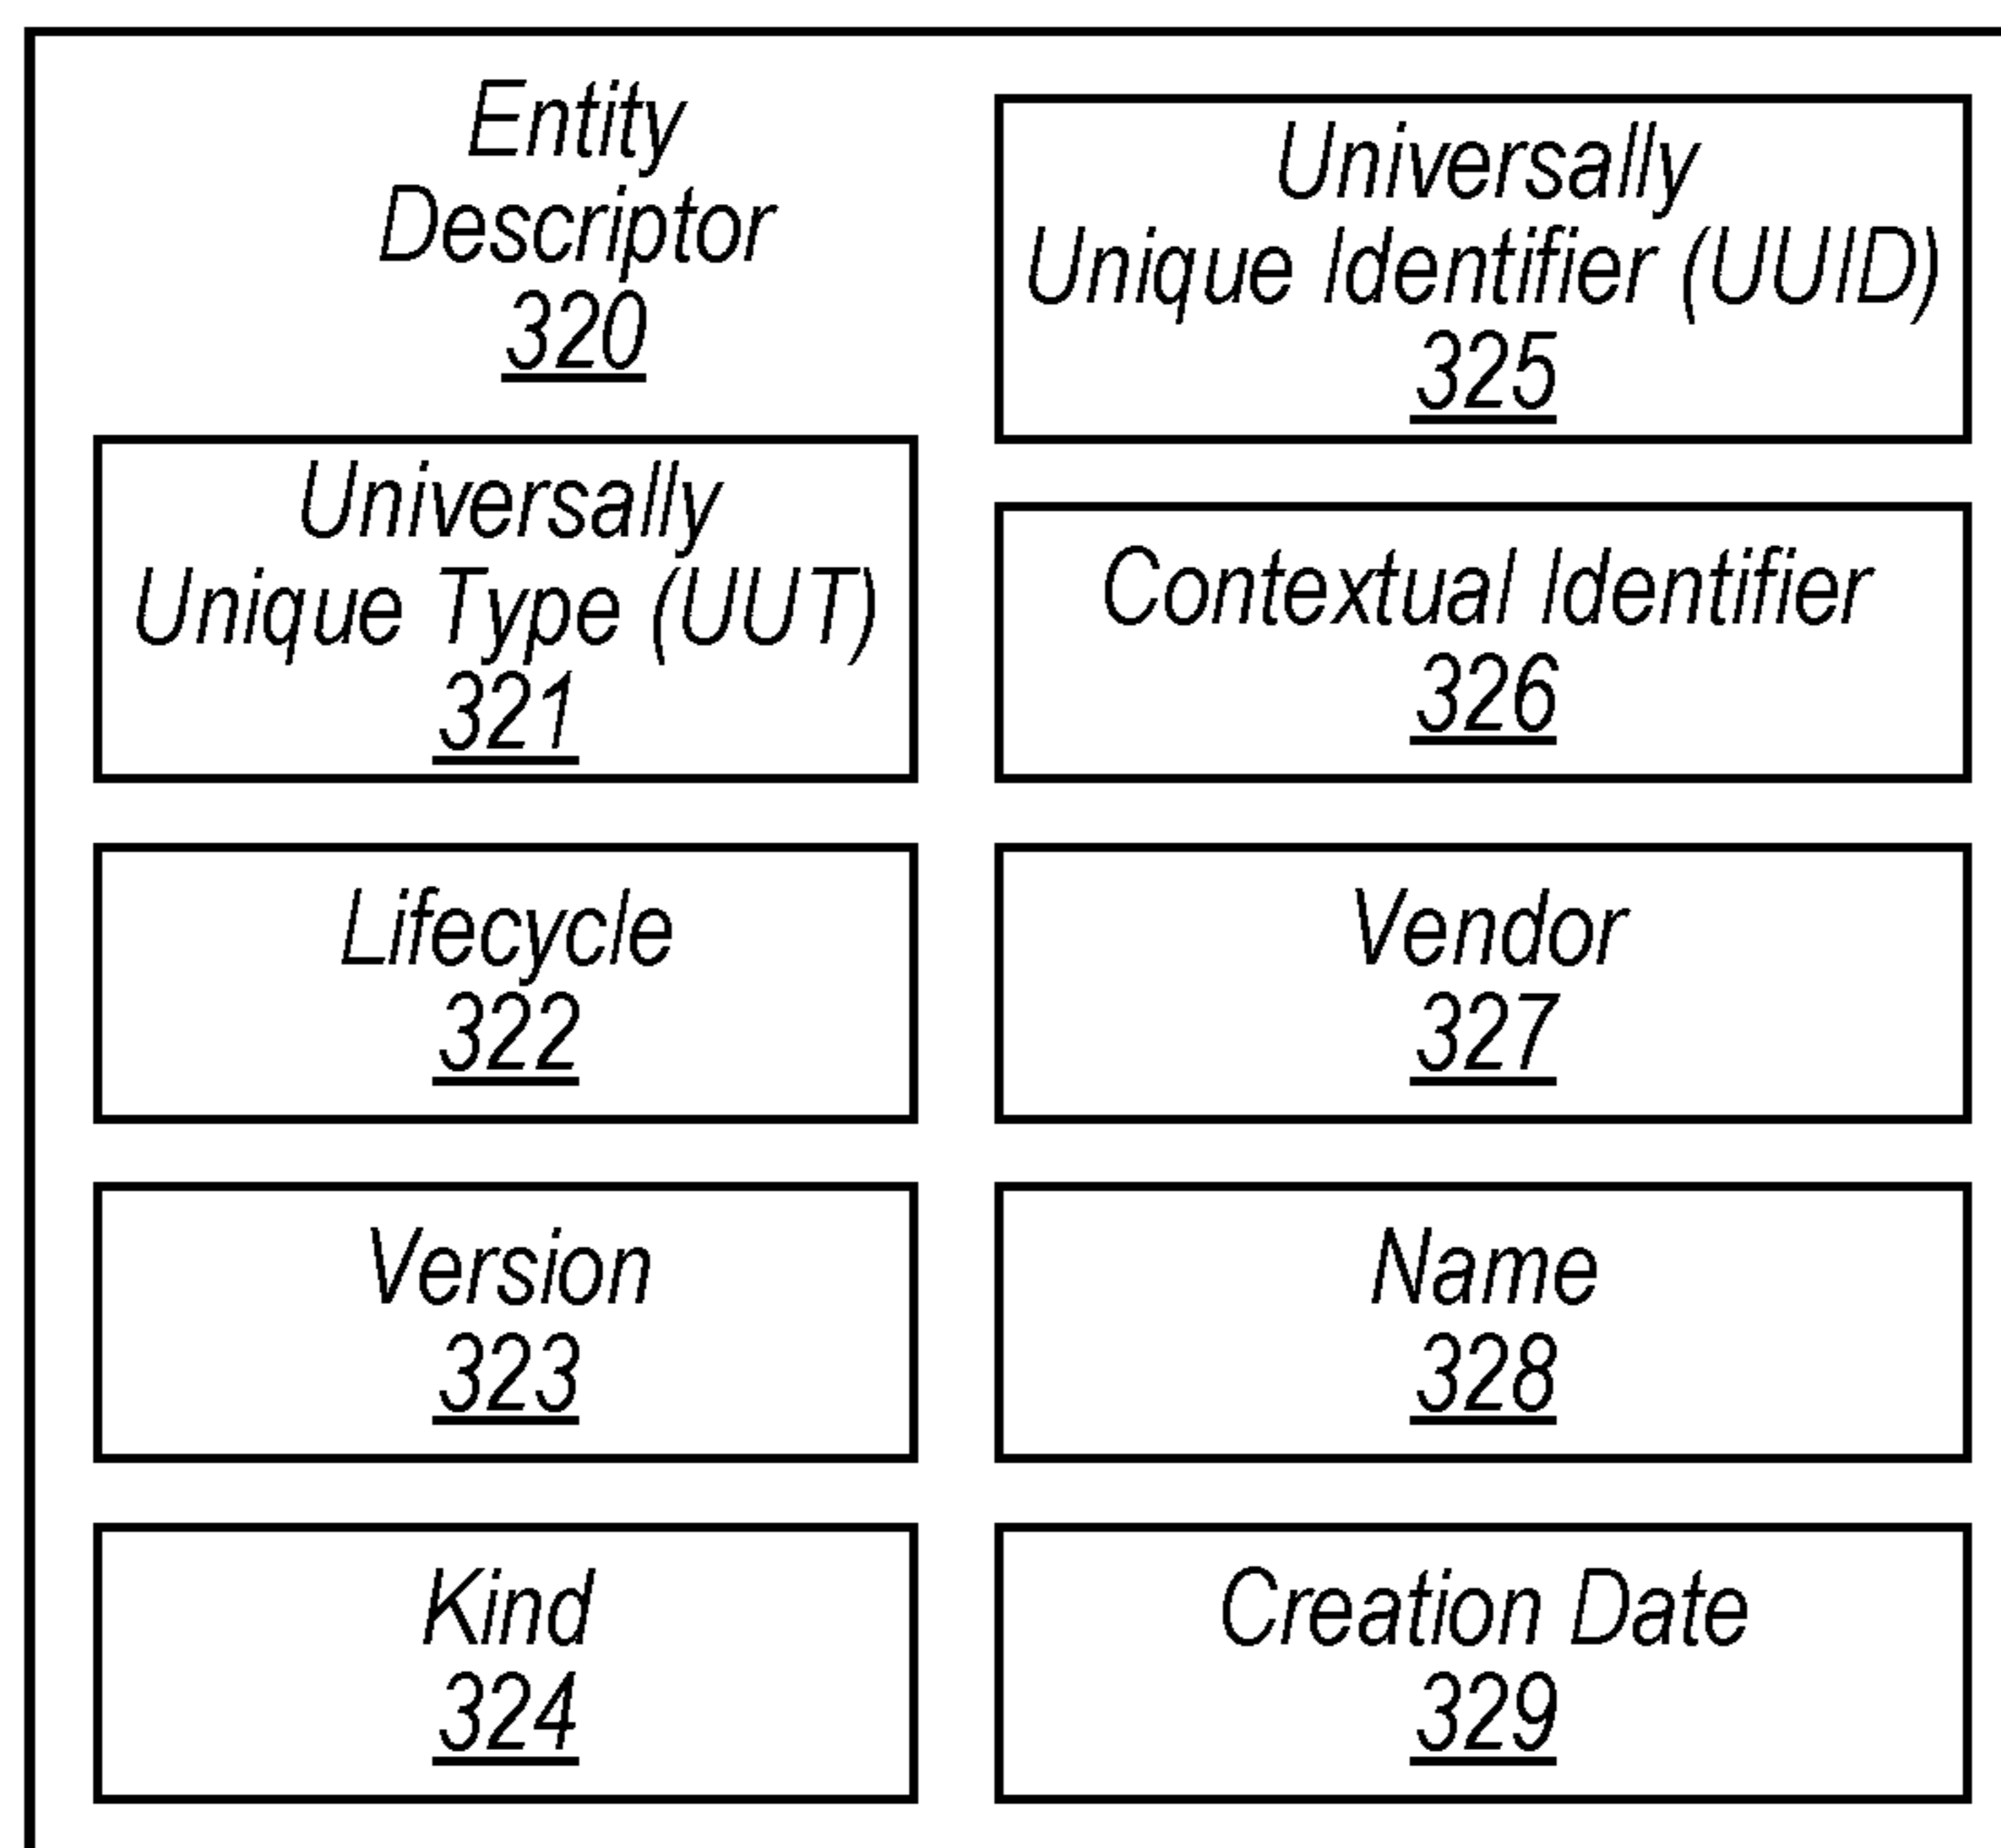 Entity
Descriptor
320
Universally
Unique Type (UUT)
321
Lifecycle
322
Version
323
Kind
324
Universally
Unique Identifier (UUID)
325
Contextual Identifier
326
Vendor
327
Name
328
Creation Date
329